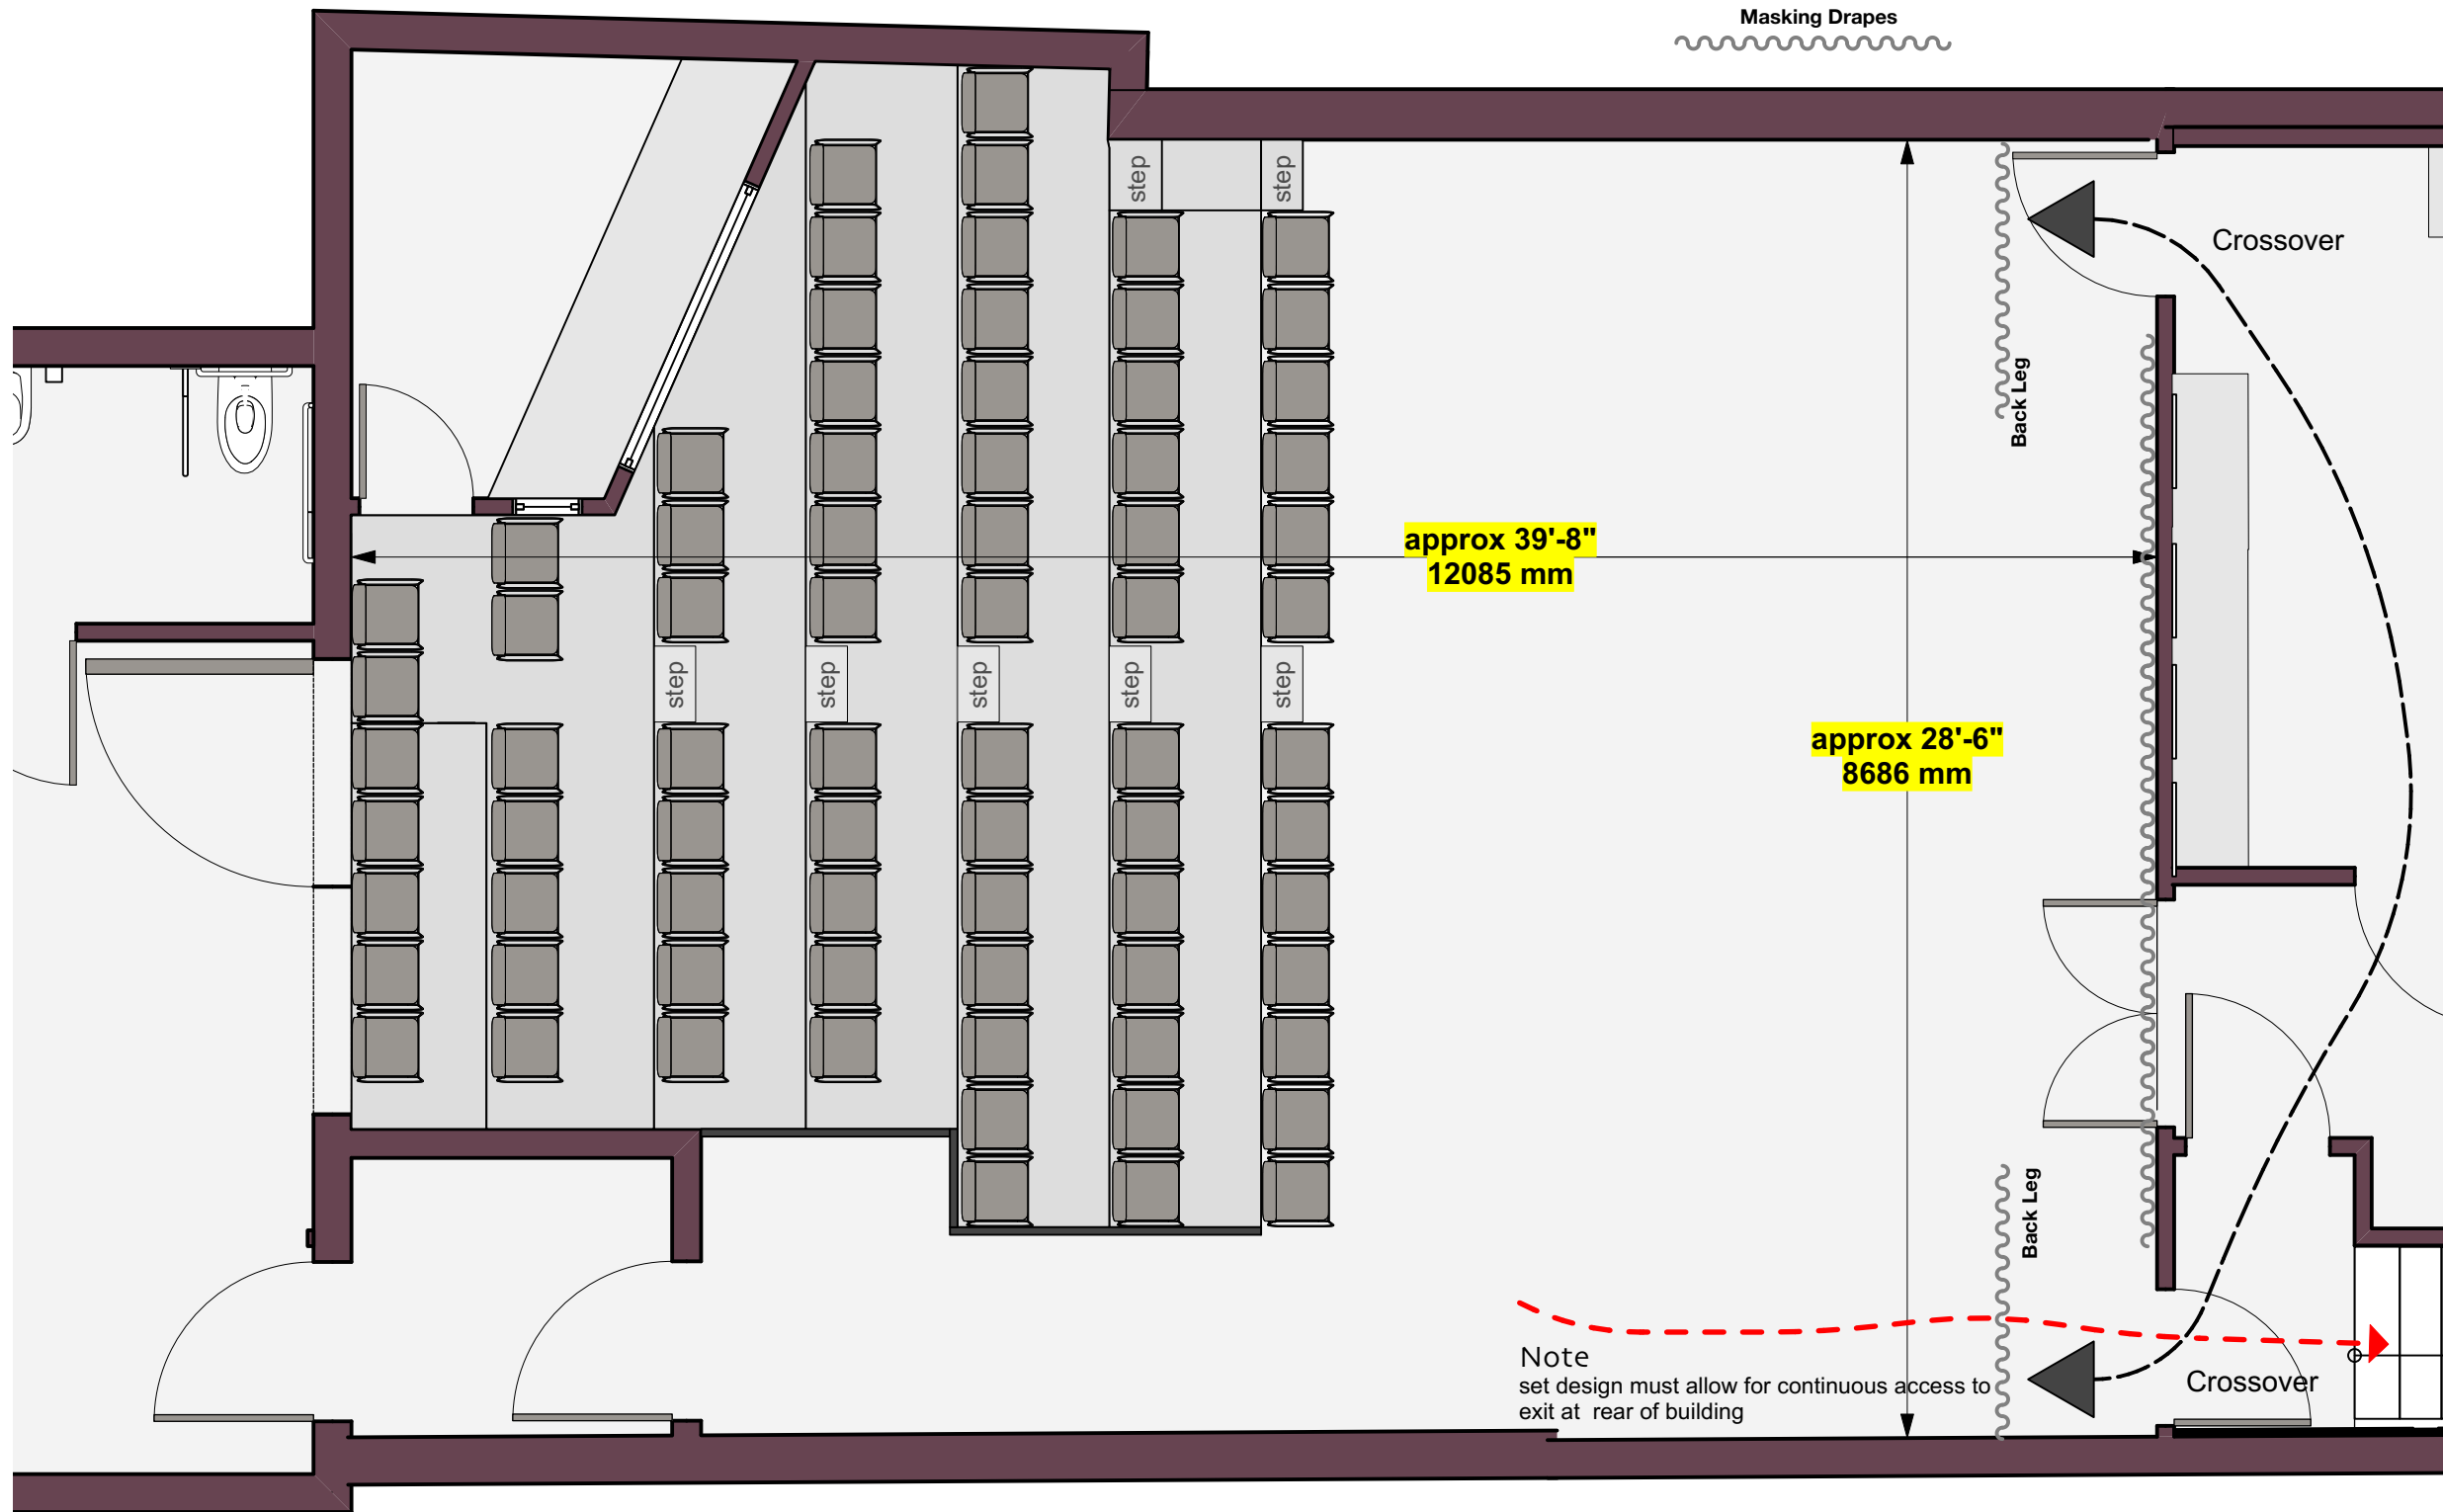 Masking Drapes
step
step
Crossover
Back Leg
approx 39'-8"
12085 mm
step
step
step
step
step
approx 28'-6"
8686 mm
Back Leg
Note
set design must allow for continuous access to
exit at rear of building
Crossover